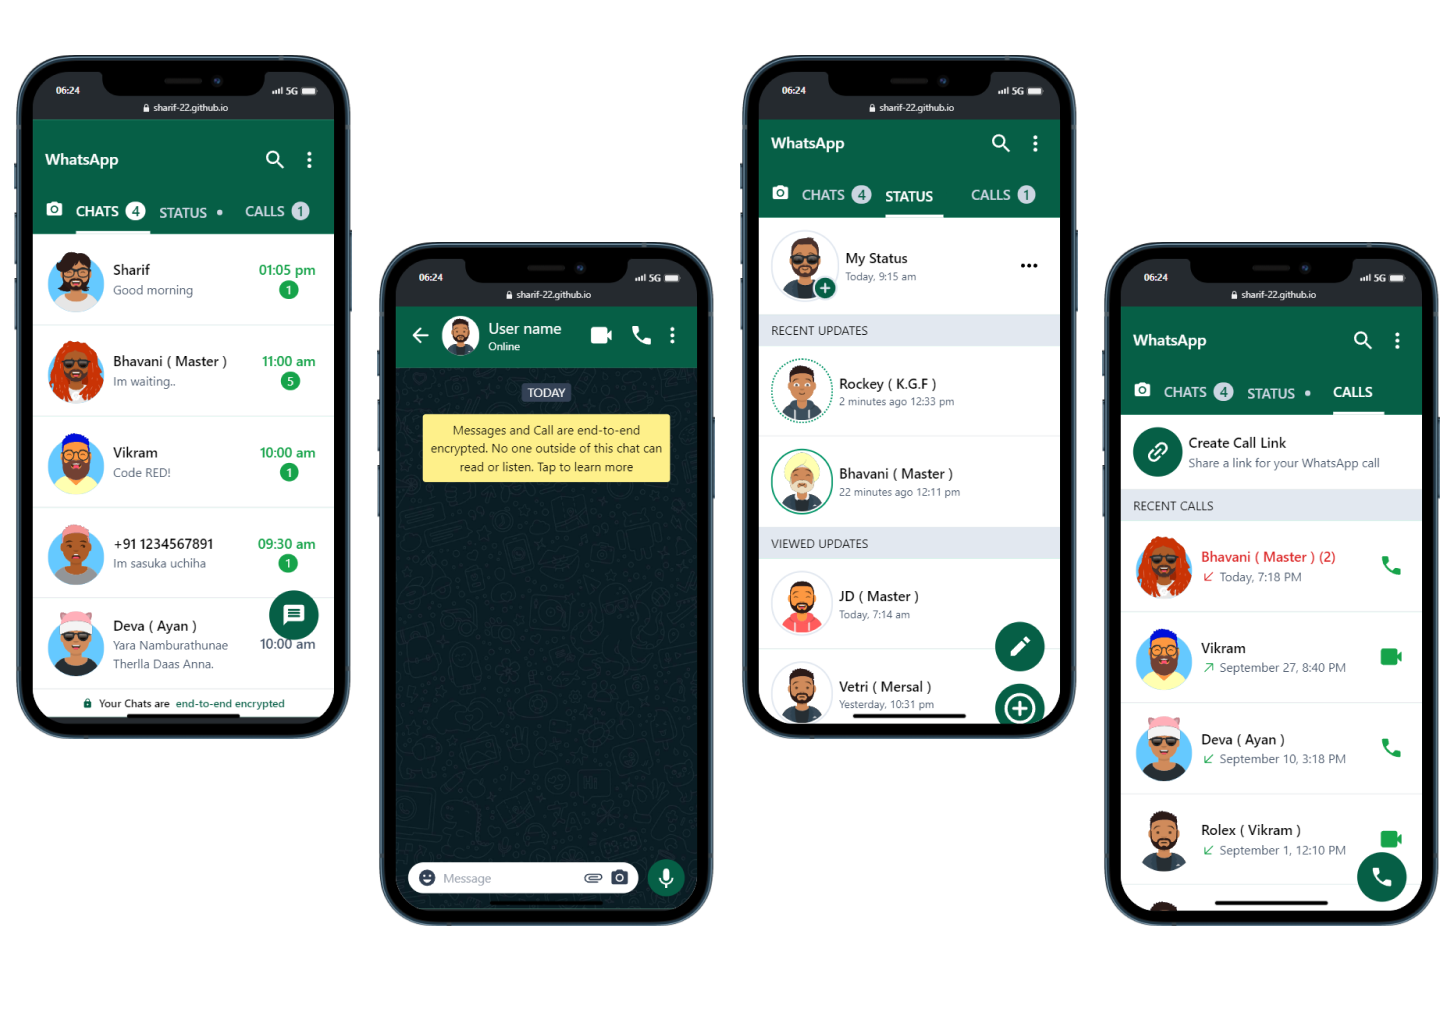 06:24
5G
sharif-22.github.io
WhatsApp
CHATS 4 STATUS • CALLS 1
Sharif 01:05 pm
Good morning 1
Bhavani ( Master ) 11:00 am
Im waiting.. 5
Vikram 10:00 am
Code RED! 1
+91 1234567891 09:30 am
Im sasuka uchiha 1
Deva ( Ayan )
Yara Namburathunae 10:00 am
Therlla Daas Anna.
Your Chats are end-to-end encrypted
06:24
5G
sharif-22.github.io
User name
Online
TODAY
Messages and Call are end-to-end
encrypted. No one outside of this chat can
read or listen. Tap to learn more
Message
06:24
5G
sharif-22.github.io
WhatsApp
CHATS 4 STATUS CALLS 1
My Status
Today, 9:15 am
RECENT UPDATES
Rockey ( K.G.F )
2 minutes ago 12:33 pm
Bhavani ( Master )
22 minutes ago 12:11 pm
VIEWED UPDATES
JD ( Master )
Today, 7:14 am
Vetri ( Mersal )
Yesterday, 10:31 pm
06:24
5G
sharif-22.github.io
WhatsApp
CHATS 4 STATUS • CALLS
Create Call Link
Share a link for your WhatsApp call
RECENT CALLS
Bhavani ( Master ) (2)
Today, 7:18 PM
Vikram
September 27, 8:40 PM
Deva ( Ayan )
September 10, 3:18 PM
Rolex ( Vikram )
September 1, 12:10 PM